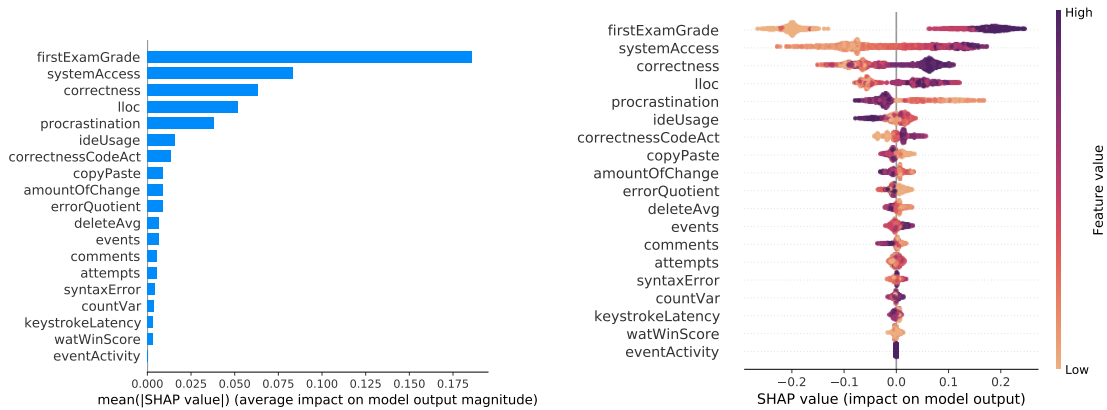 firstExamGrade
systemAccess
correctness
lloc
procrastination
ideUsage
correctnessCodeAct
copyPaste
amountOfChange
errorQuotient
deleteAvg
events
comments
attempts
syntaxError
countVar
keystrokeLatency
watWinScore
eventActivity
0.000 0.025 0.050 0.075 0.100 0.125 0.150 0.175
mean(|SHAP value|) (average impact on model output magnitude)
firstExamGrade
systemAccess
correctness
lloc
procrastination
ideUsage
correctnessCodeAct
copyPaste
amountOfChange
errorQuotient
deleteAvg
events
comments
attempts
syntaxError
countVar
keystrokeLatency
watWinScore
eventActivity
−0.2 −0.1 0.0 0.1 0.2
SHAP value (impact on model output)
High
Feature value
Low